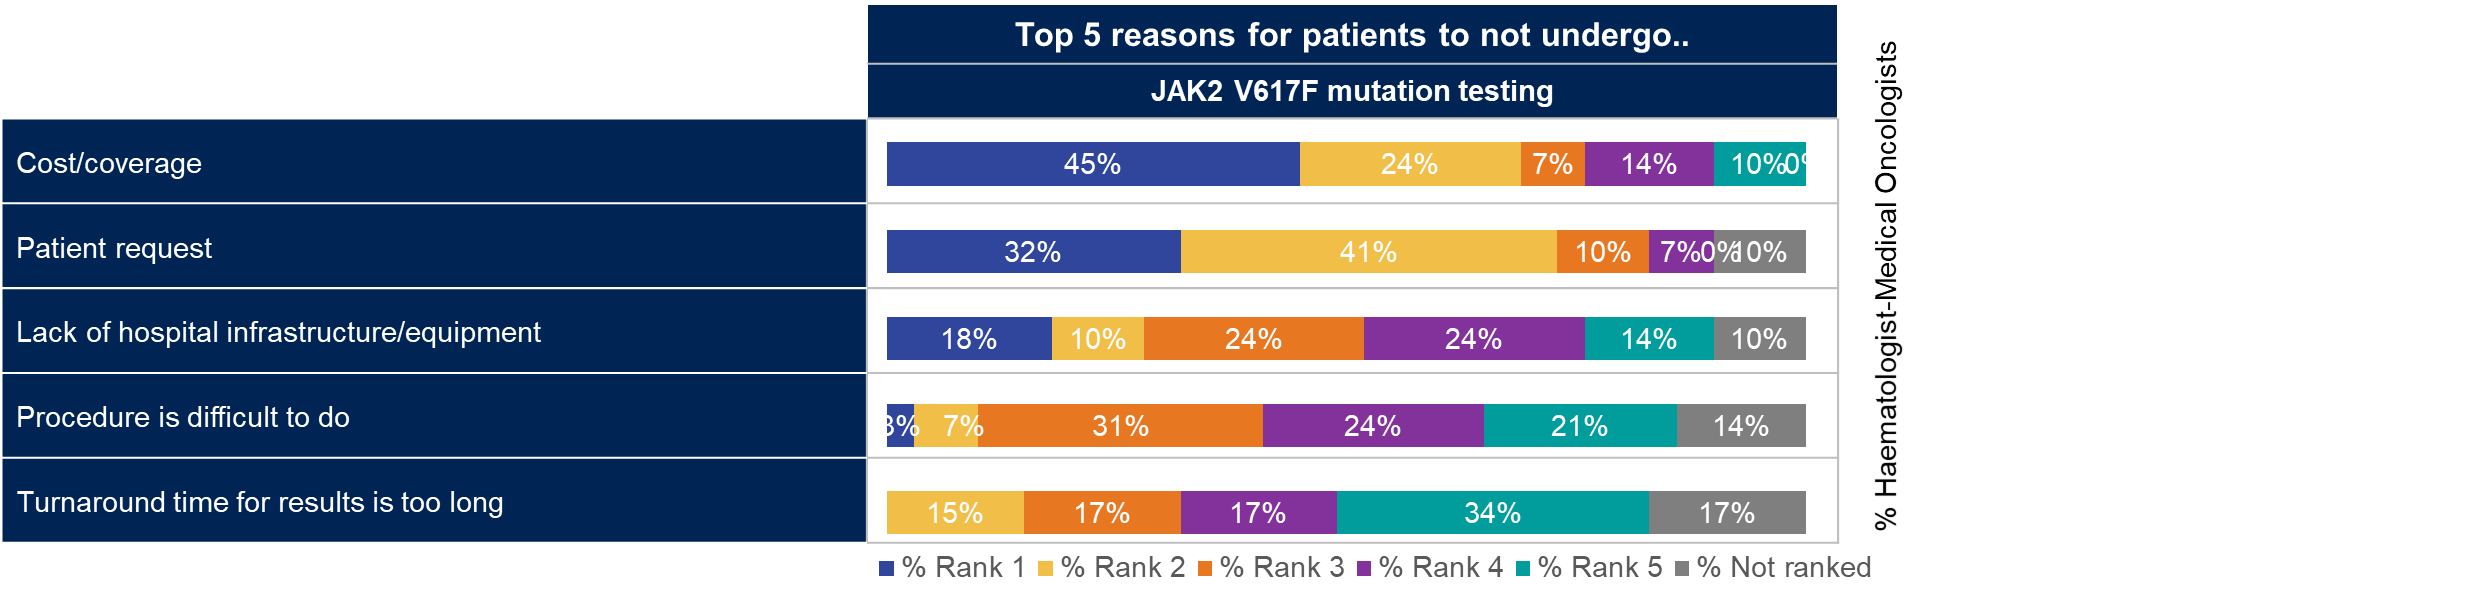 Top 5 reasons for patients to not undergo..
JAK2 V617F mutation testing
Cost/coverage
45% 24% 7% 14% 10% 0%
Patient request
32% 41% 10% 7% 0% 10%
Lack of hospital infrastructure/equipment
18% 10% 24% 24% 14% 10%
Procedure is difficult to do
3% 7% 31% 24% 21% 14%
Turnaround time for results is too long
15% 17% 17% 34% 17%
% Rank 1 % Rank 2 % Rank 3 % Rank 4 % Rank 5 % Not ranked
% Haematologist-Medical Oncologists